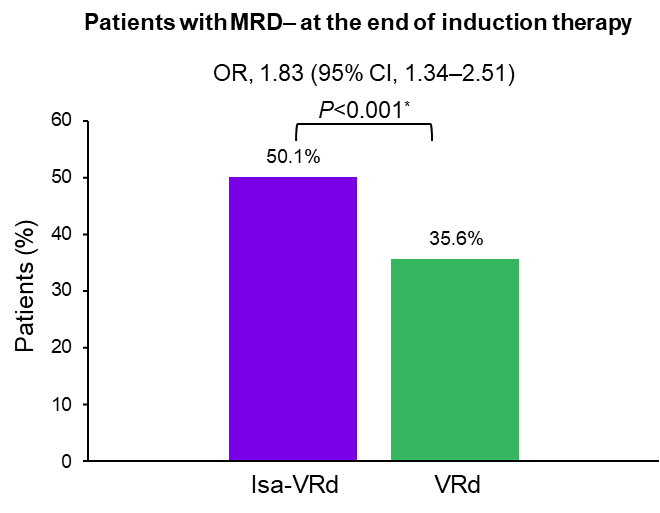 Patients with MRD– at the end of induction therapy
OR, 1.83 (95% CI, 1.34–2.51)
P<0.001*
60
50
40
30
20
10
0
Patients (%)
50.1%
35.6%
Isa-VRd
VRd